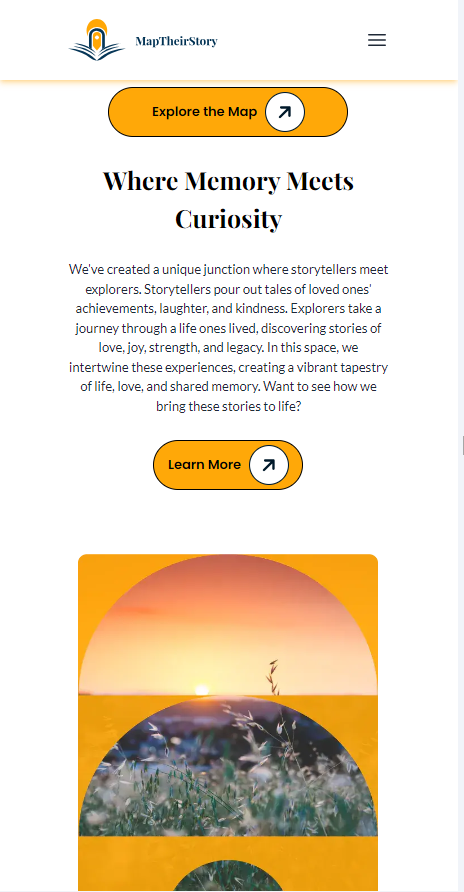 MapTheirStory
Explore the Map
Where Memory Meets
Curiosity
We've created a unique junction where storytellers meet
explorers. Storytellers pour out tales of loved ones'
achievements, laughter, and kindness. Explorers take a
journey through a life ones lived, discovering stories of
love, joy, strength, and legacy. In this space, we
intertwine these experiences, creating a vibrant tapestry
of life, love, and shared memory. Want to see how we
bring these stories to life?
Learn More